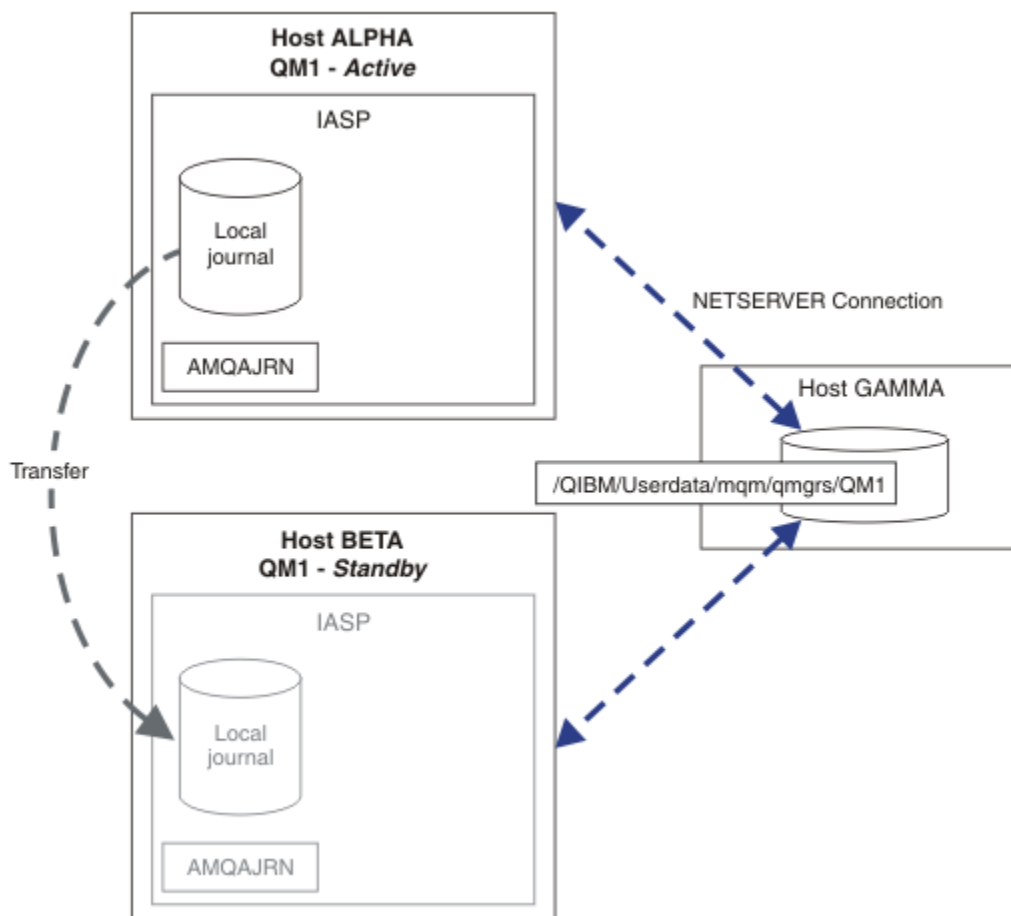 Host ALPHA
QM1 - Active
IASP
Local
journal
AMQAJRN
NETSERVER Connection
Host GAMMA
/QIBM/Userdata/mqm/qmgrs/QM1
Transfer
Host BETA
QM1 - Standby
IASP
Local
journal
AMQAJRN